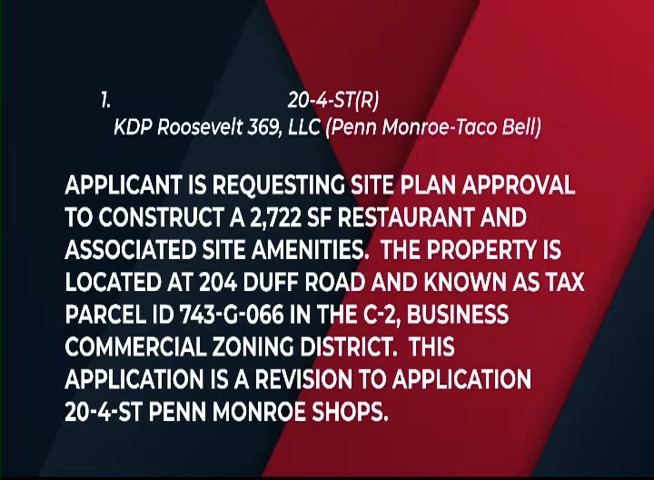 1. 20-4-ST(R)
KDP Roosevelt 369, LLC (Penn Monroe-Taco Bell)
APPLICANT IS REQUESTING SITE PLAN APPROVAL
TO CONSTRUCT A 2,722 SF RESTAURANT AND
ASSOCIATED SITE AMENITIES. THE PROPERTY IS
LOCATED AT 204 DUFF ROAD AND KNOWN AS TAX
PARCEL ID 743-G-066 IN THE C-2, BUSINESS
COMMERCIAL ZONING DISTRICT. THIS
APPLICATION IS A REVISION TO APPLICATION
20-4-ST PENN MONROE SHOPS.